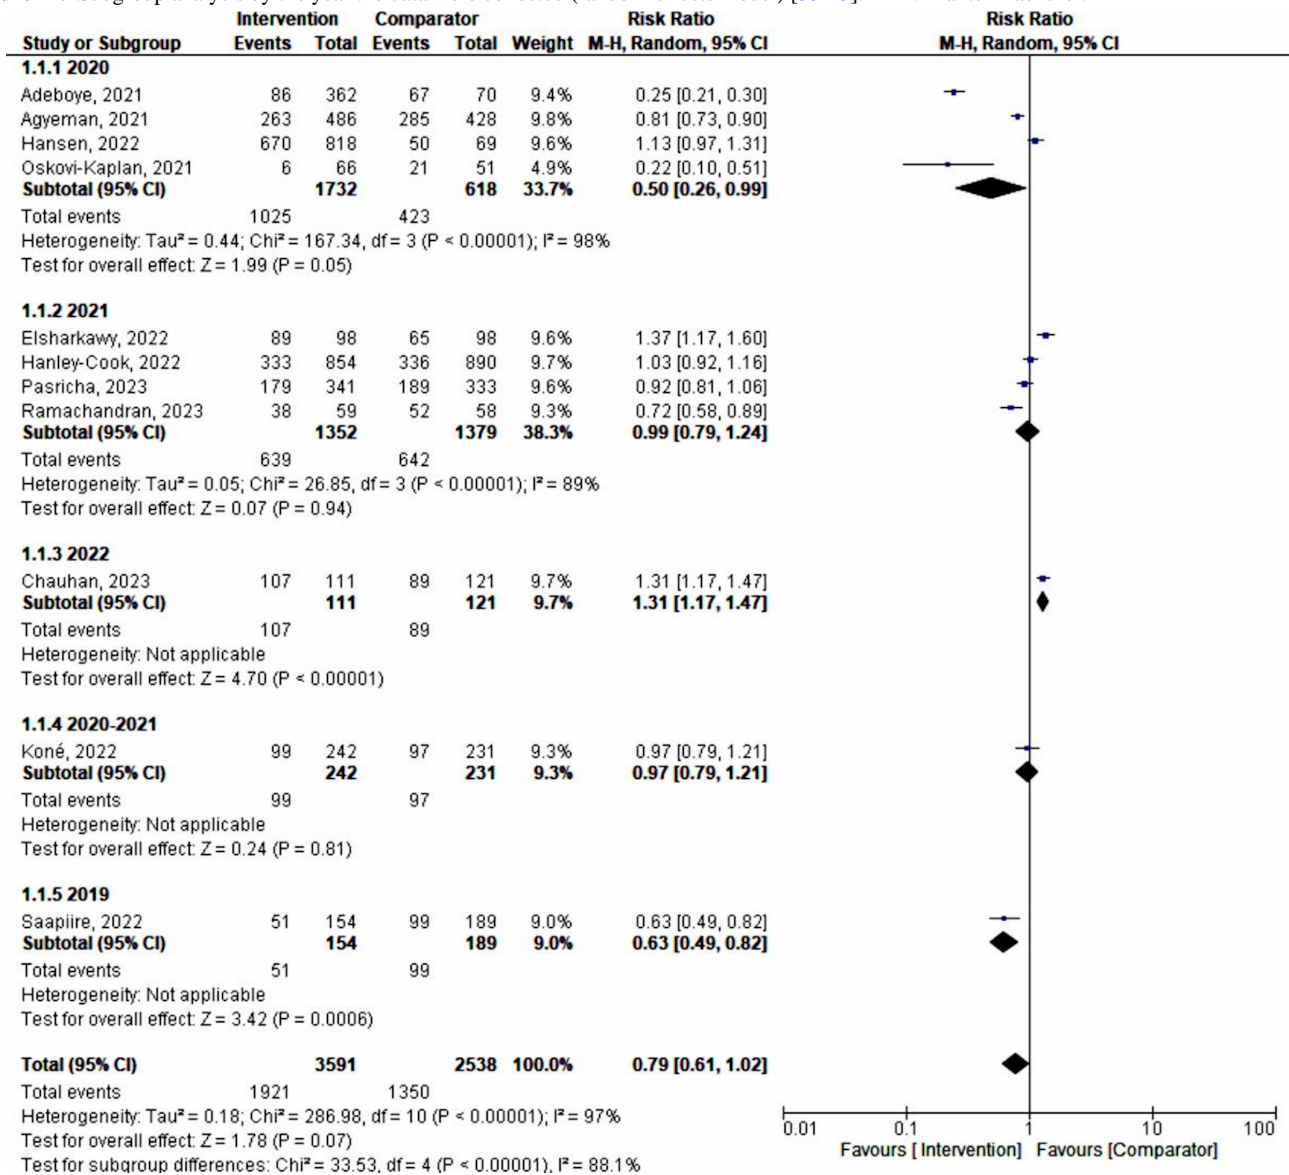 Intervention Comparator Risk Ratio Risk Ratio
Study or Subgroup Events Total Events Total Weight M-H, Random, 95% CI M-H, Random, 95% CI
1.1.1 2020
Adeboye, 2021 86 362 67 70 9.4% 0.25 [0.21, 0.30]
Agyeman, 2021 263 486 285 428 9.8% 0.81 [0.73, 0.90]
Hansen, 2022 670 818 50 69 9.6% 1.13 [0.97, 1.31]
Oskovi-Kaplan, 2021 6 66 21 51 4.9% 0.22 [0.10, 0.51]
Subtotal (95% CI) 1732 618 33.7% 0.50 [0.26, 0.99]
Total events 1025 423
Heterogeneity: Tau² = 0.44; Chi² = 167.34, df = 3 (P < 0.00001); I² = 98%
Test for overall effect: Z = 1.99 (P = 0.05)
1.1.2 2021
Elsharkawy, 2022 89 98 65 98 9.6% 1.37 [1.17, 1.60]
Hanley-Cook, 2022 333 854 336 890 9.7% 1.03 [0.92, 1.16]
Pasricha, 2023 179 341 189 333 9.6% 0.92 [0.81, 1.06]
Ramachandran, 2023 38 59 52 58 9.3% 0.72 [0.58, 0.89]
Subtotal (95% CI) 1352 1379 38.3% 0.99 [0.79, 1.24]
Total events 639 642
Heterogeneity: Tau² = 0.05; Chi² = 26.85, df = 3 (P < 0.00001); I² = 89%
Test for overall effect: Z = 0.07 (P = 0.94)
1.1.3 2022
Chauhan, 2023 107 111 89 121 9.7% 1.31 [1.17, 1.47]
Subtotal (95% CI) 111 121 9.7% 1.31 [1.17, 1.47]
Total events 107 89
Heterogeneity: Not applicable
Test for overall effect: Z = 4.70 (P < 0.00001)
1.1.4 2020-2021
Koné, 2022 99 242 97 231 9.3% 0.97 [0.79, 1.21]
Subtotal (95% CI) 242 231 9.3% 0.97 [0.79, 1.21]
Total events 99 97
Heterogeneity: Not applicable
Test for overall effect: Z = 0.24 (P = 0.81)
1.1.5 2019
Saapiire, 2022 51 154 99 189 9.0% 0.63 [0.49, 0.82]
Subtotal (95% CI) 154 189 9.0% 0.63 [0.49, 0.82]
Total events 51 99
Heterogeneity: Not applicable
Test for overall effect: Z = 3.42 (P = 0.0006)
Total (95% CI) 3591 2538 100.0% 0.79 [0.61, 1.02]
Total events 1921 1350
Heterogeneity: Tau² = 0.18; Chi² = 286.98, df = 10 (P < 0.00001); I² = 97%
Test for overall effect: Z = 1.78 (P = 0.07)
Test for subgroup differences: Chi² = 33.53, df = 4 (P < 0.00001), I² = 88.1%
0.01 0.1 1 10 100
Favours [ Intervention] Favours [Comparator]